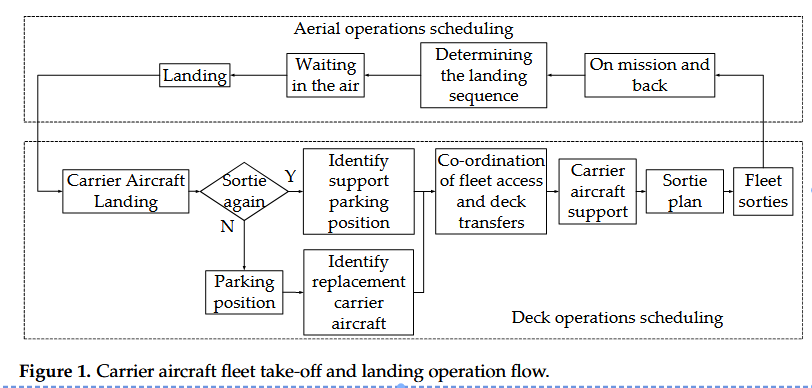 Aerial operations scheduling
Landing
Waiting
in the air
Determining
the landing
sequence
On mission and
back
Carrier Aircraft
Landing
Sortie
again
Y
N
Identify
support
parking
position
Parking
position
Identify
replacement
carrier
aircraft
Co-ordination
of fleet access
and deck
transfers
Carrier
aircraft
support
Sortie
plan
Fleet
sorties
Deck operations scheduling
Figure 1. Carrier aircraft fleet take-off and landing operation flow.